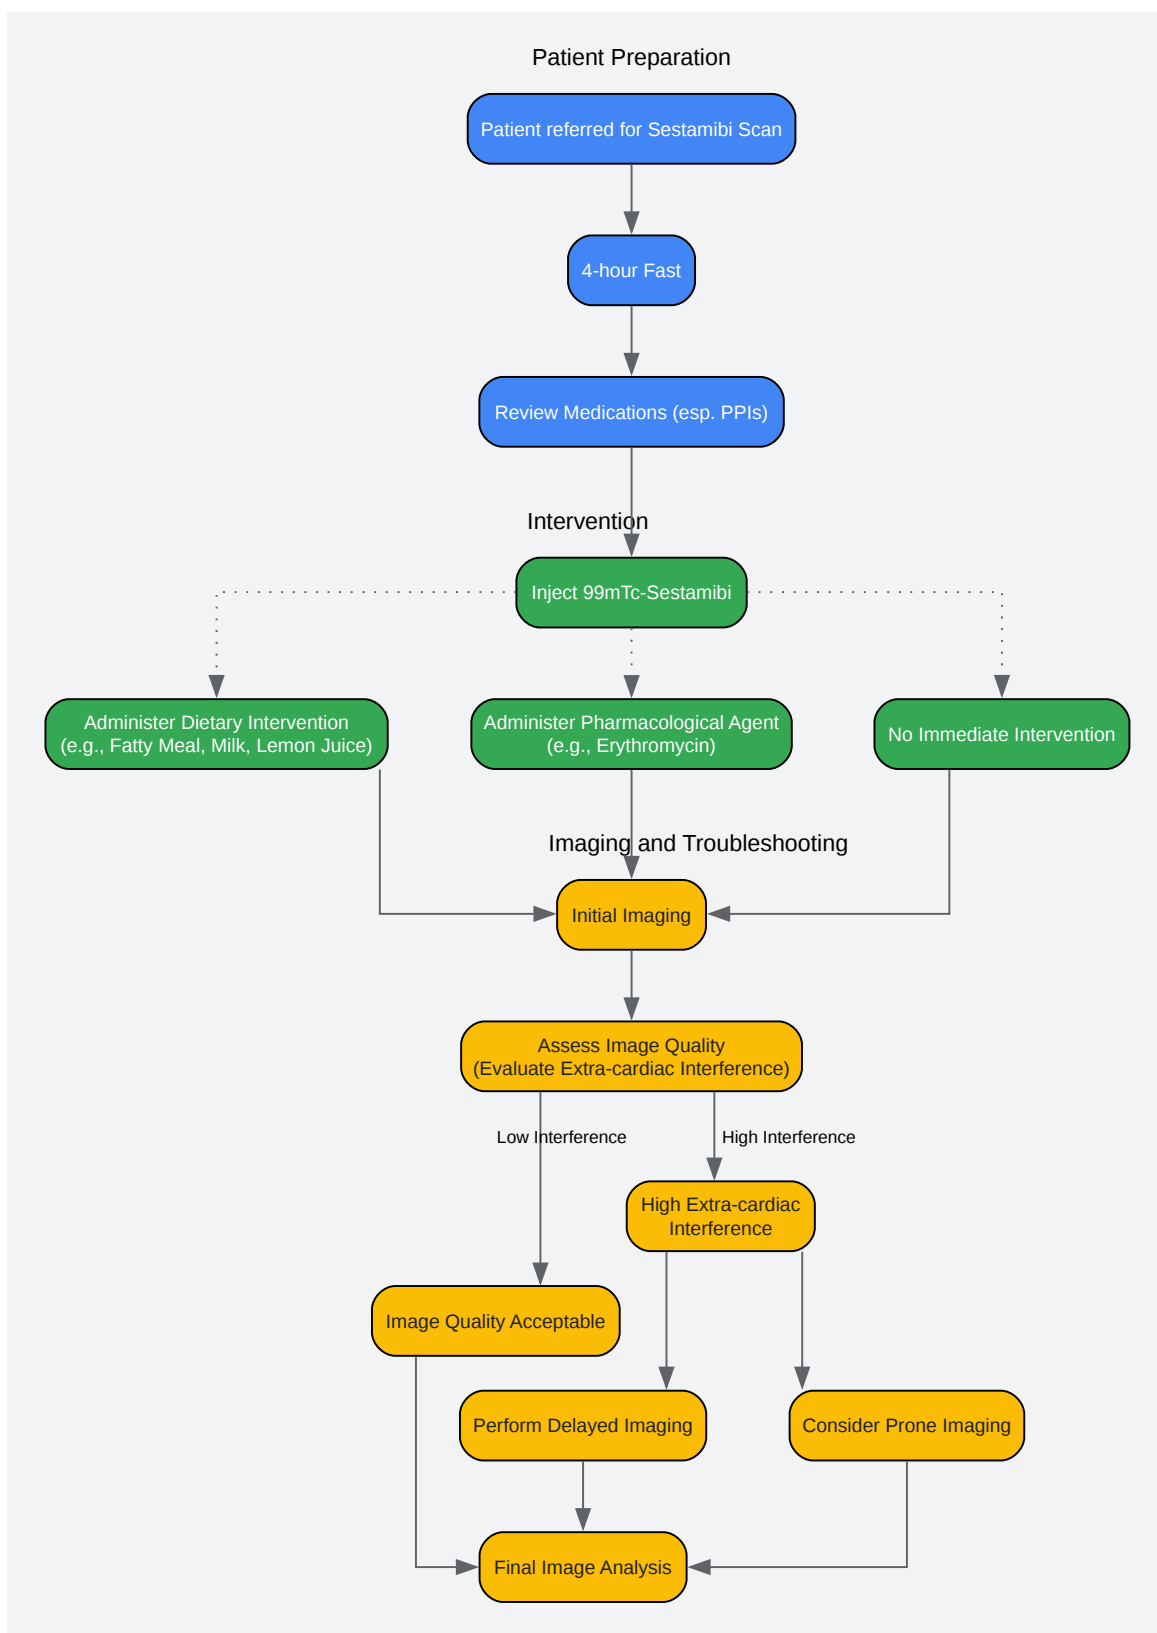 Patient Preparation
Patient referred for Sestamibi Scan
4-hour Fast
Review Medications (esp. PPIs)
Intervention
Inject 99mTc-Sestamibi
Administer Dietary Intervention
(e.g., Fatty Meal, Milk, Lemon Juice)
Administer Pharmacological Agent
(e.g., Erythromycin)
No Immediate Intervention
Imaging and Troubleshooting
Initial Imaging
Assess Image Quality
(Evaluate Extra-cardiac Interference)
Low Interference
High Interference
High Extra-cardiac
Interference
Image Quality Acceptable
Perform Delayed Imaging
Consider Prone Imaging
Final Image Analysis